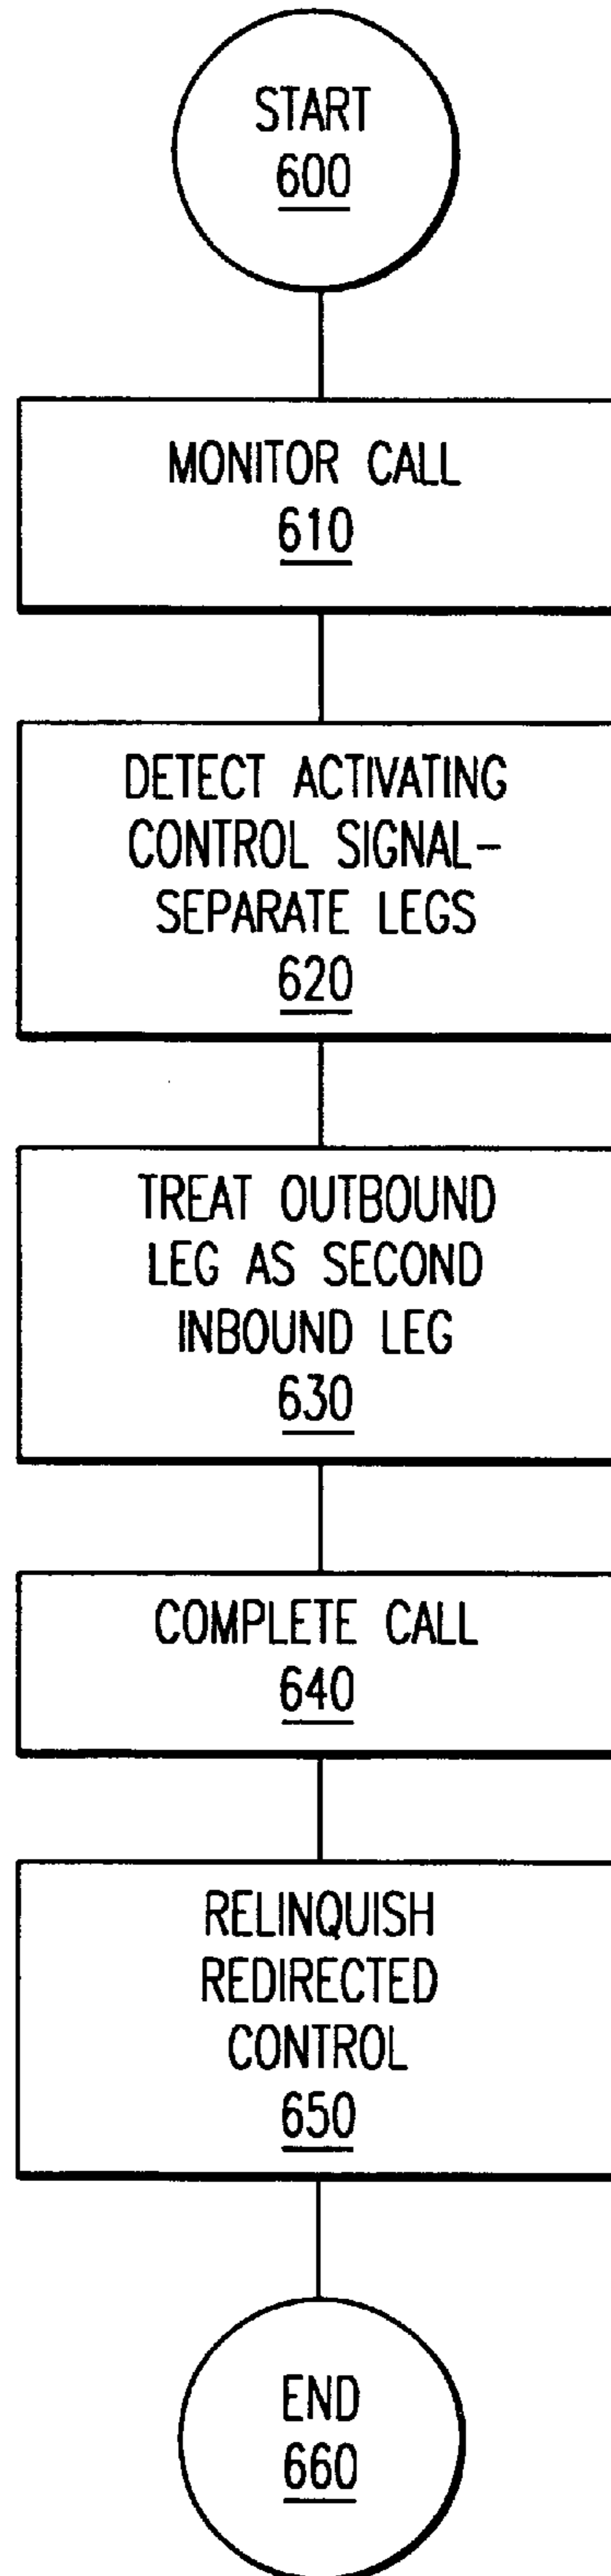 START
600
MONITOR CALL
610
DETECT ACTIVATING
CONTROL SIGNAL-
SEPARATE LEGS
620
TREAT OUTBOUND
LEG AS SECOND
INBOUND LEG
630
COMPLETE CALL
640
RELINQUISH
REDIRECTED
CONTROL
650
END
660